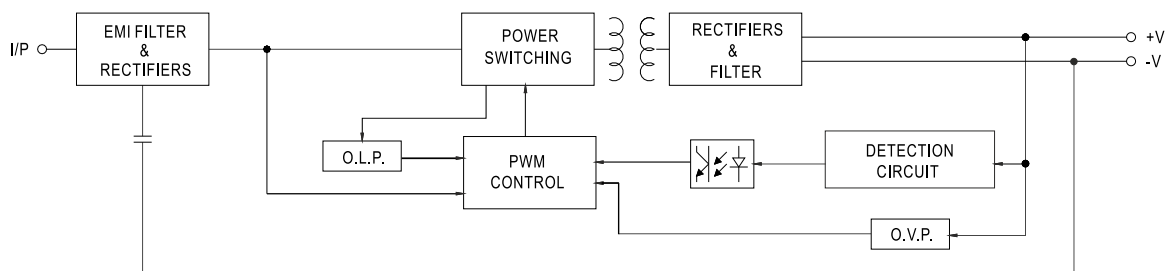 I/P
EMI FILTER
&
RECTIFIERS
POWER
SWITCHING
RECTIFIERS
&
FILTER
+V
-V
O.L.P.
PWM
CONTROL
DETECTION
CIRCUIT
O.V.P.